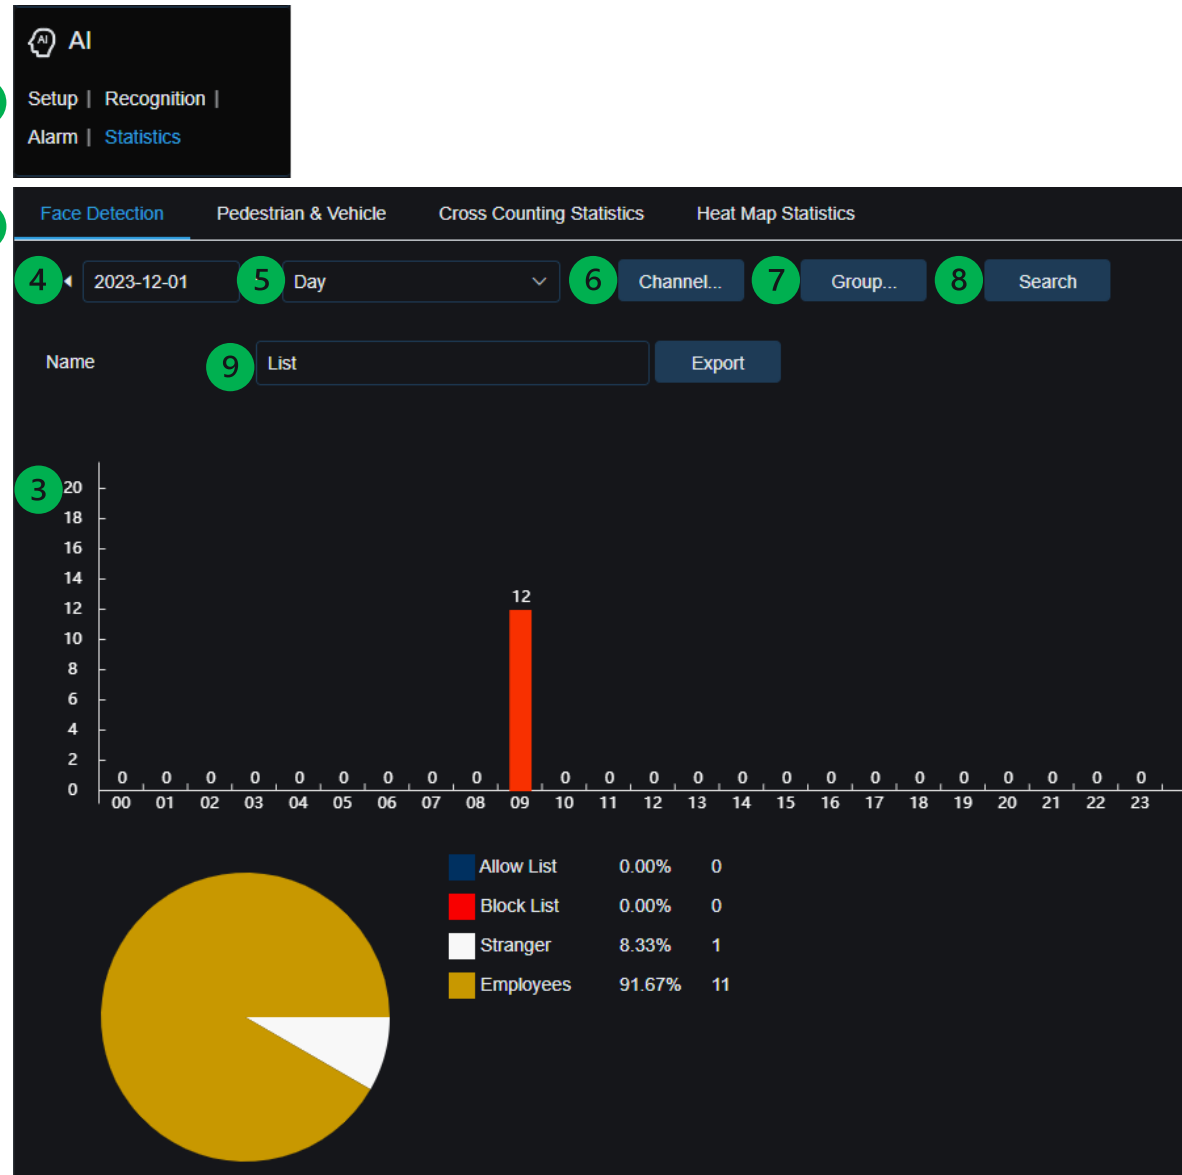 AI AI
Setup | Recognition |
Alarm | Statistics
Face Detection Pedestrian & Vehicle Cross Counting Statistics Heat Map Statistics
4 2023-12-01 5 Day 6 Channel... 7 Group... 8 Search
Name 9 List Export
3 20
18
16
14
12
12
10
8
6
4
2
0 0 0 0 0 0 0 0 0 0 0 0 0 0 0 0 0 0 0 0 0 0 0
0
00 01 02 03 04 05 06 07 08 09 10 11 12 13 14 15 16 17 18 19 20 21 22 23
Allow List 0.00% 0
Block List 0.00% 0
Stranger 8.33% 1
Employees 91.67% 11